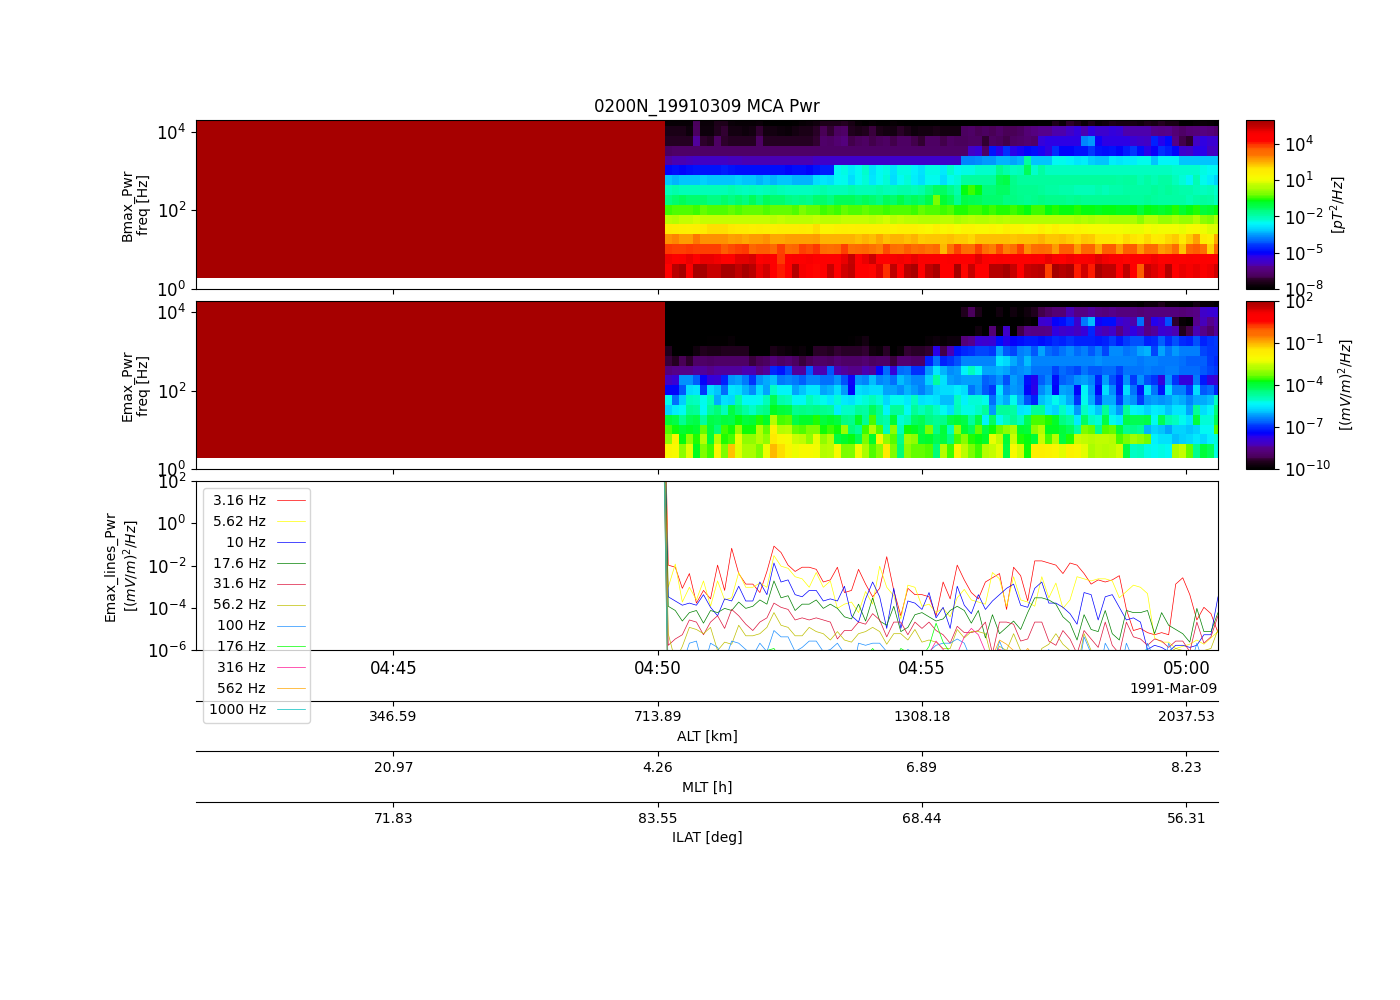 0200N_19910309 MCA Pwr
Bmax_Pwr
freq [Hz]
10^4
10^2
10^0
10^4
10^1
10^-2
10^-5
10^-8
[pT^2/Hz]
Emax_Pwr
freq [Hz]
10^4
10^2
10^0
10^2
10^-1
10^-4
10^-7
10^-10
[(mV/m)^2/Hz]
Emax_lines_Pwr
[(mV/m)^2/Hz]
10^2
10^0
10^-2
10^-4
10^-6
3.16 Hz
5.62 Hz
10 Hz
17.6 Hz
31.6 Hz
56.2 Hz
100 Hz
176 Hz
316 Hz
562 Hz
1000 Hz
04:45 04:50 04:55 05:00
1991-Mar-09
346.59 713.89 1308.18 2037.53
ALT [km]
20.97 4.26 6.89 8.23
MLT [h]
71.83 83.55 68.44 56.31
ILAT [deg]